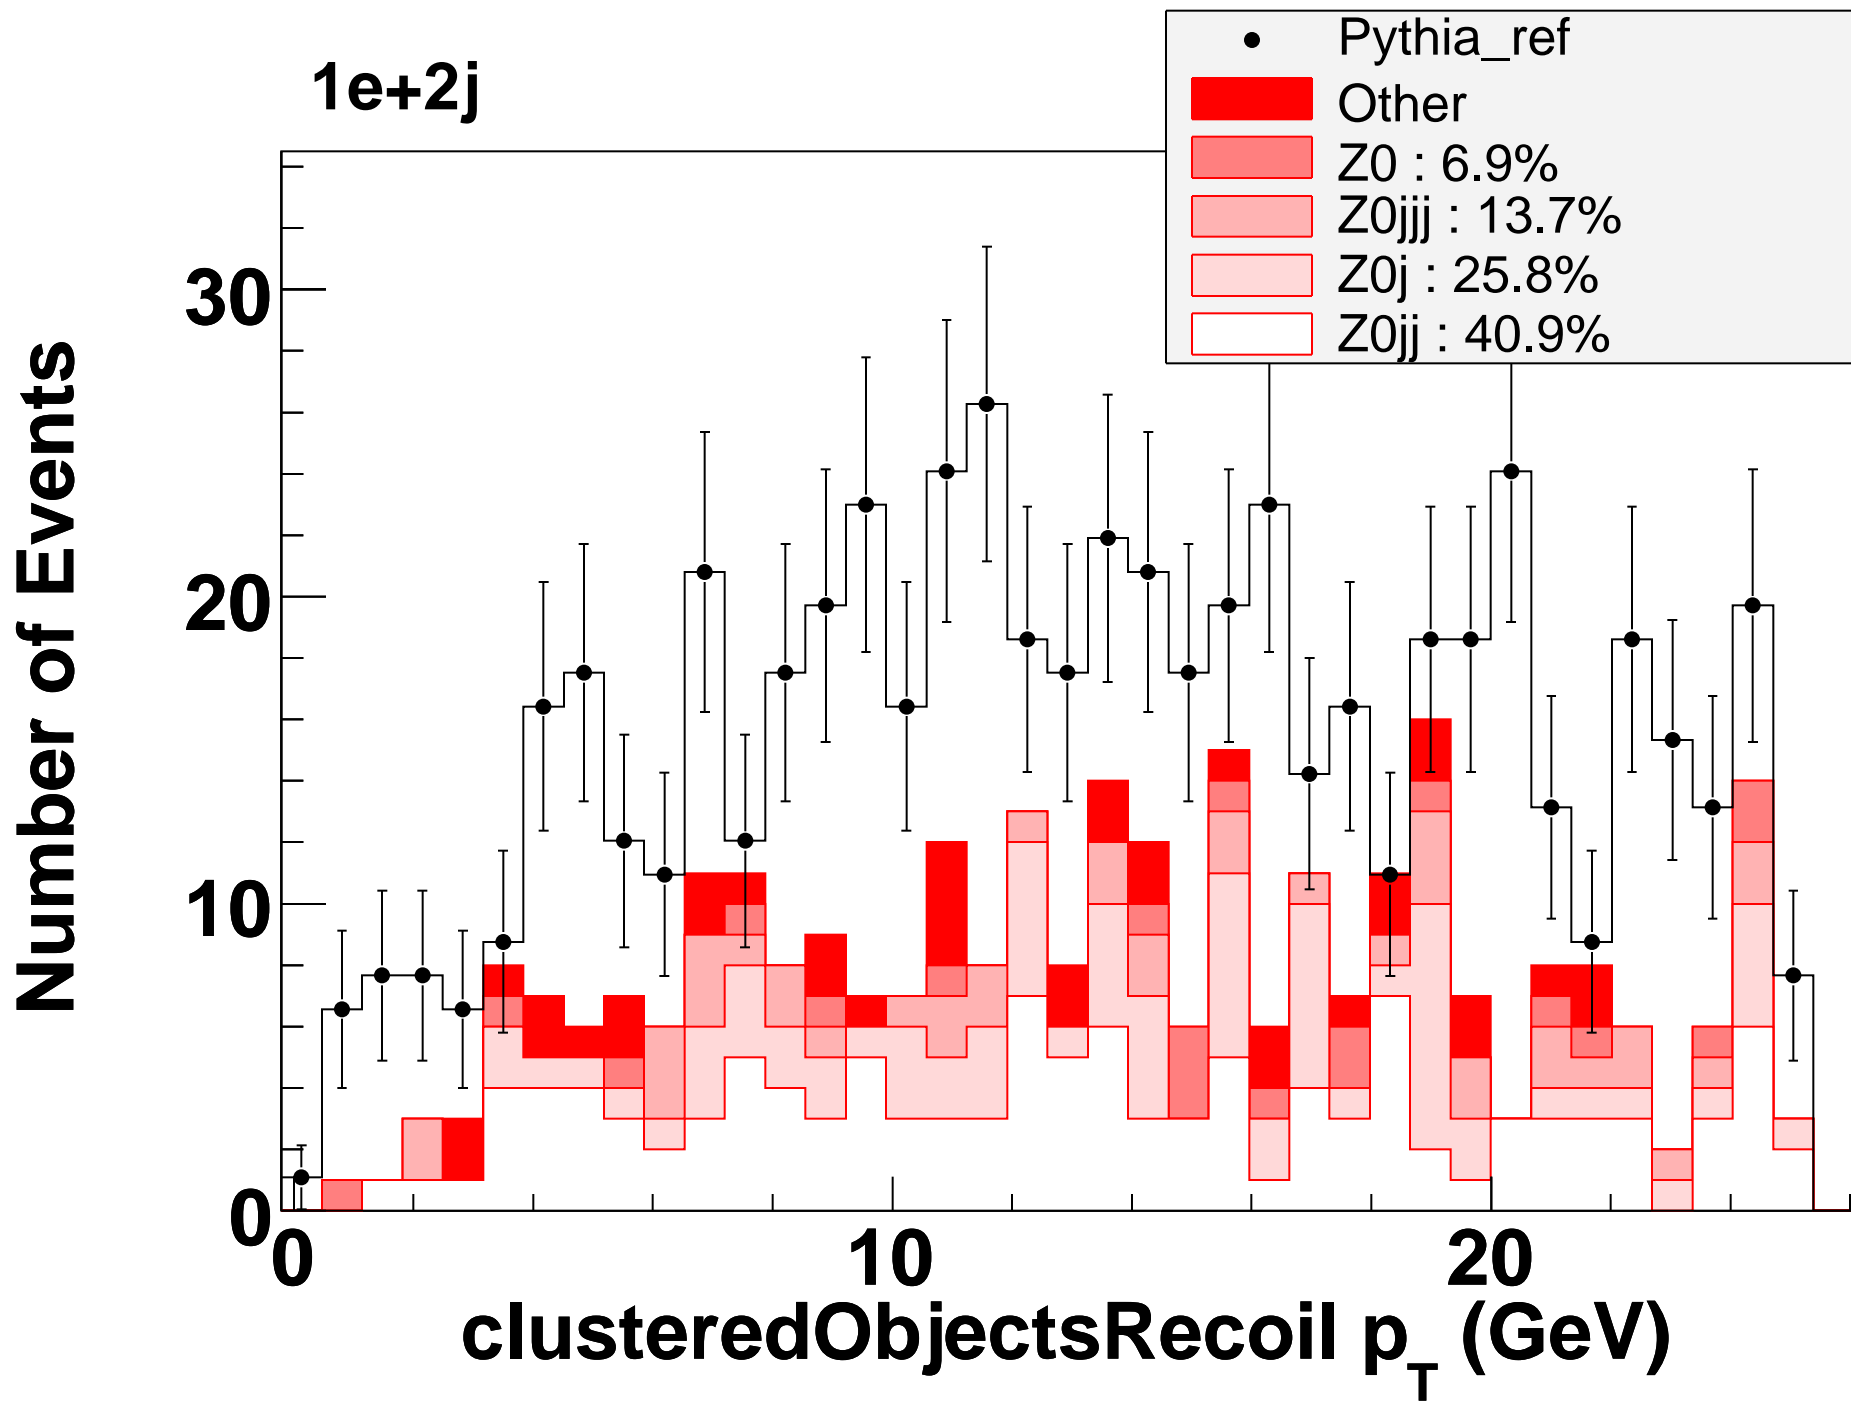 1e+2j
Pythia_ref
Other
Z0 : 6.9%
Z0jjj : 13.7%
Z0j : 25.8%
Z0jj : 40.9%
Number of Events
30
20
10
0
0 10 20
clusteredObjectsRecoil p_T (GeV)